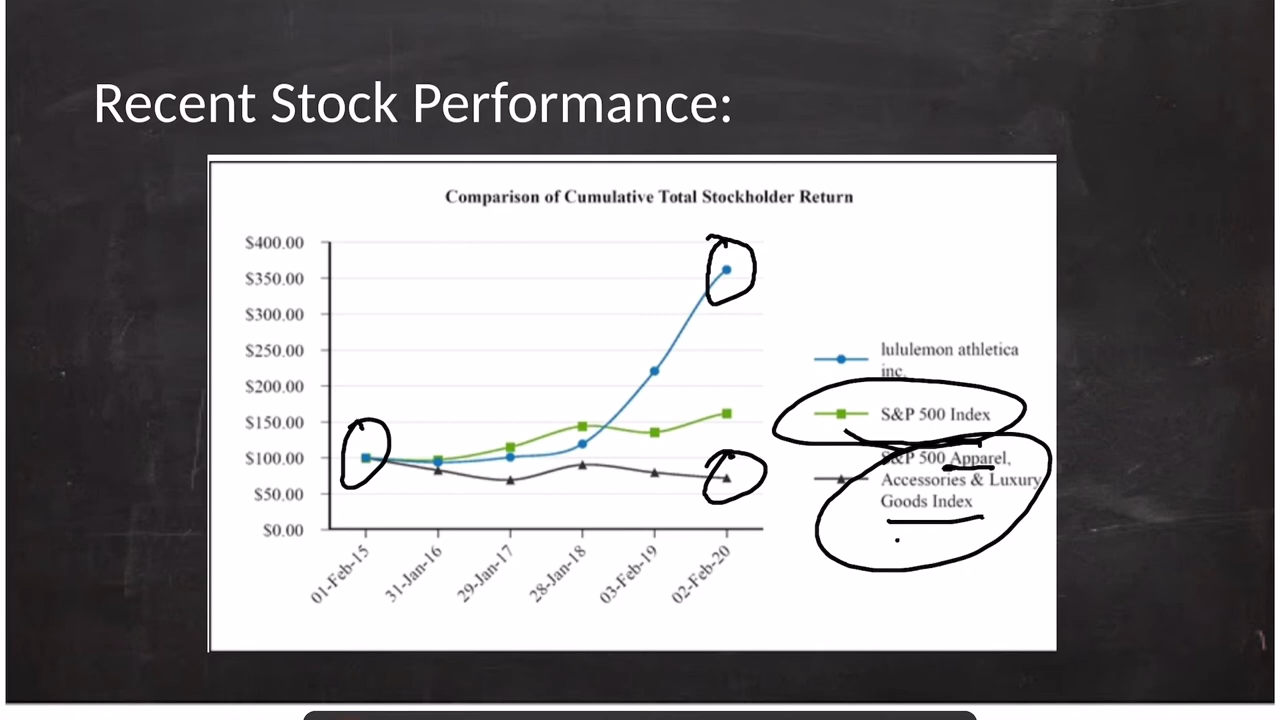 Recent Stock Performance:
Comparison of Cumulative Total Stockholder Return
$400.00
$350.00
$300.00
$250.00
$200.00
$150.00
$100.00
$50.00
$0.00
01-Feb-15
31-Jan-16
29-Jan-17
28-Jan-18
03-Feb-19
02-Feb-20
lululemon athletica
inc.
S&P 500 Index
S&P 500 Apparel,
Accessories & Luxury
Goods Index